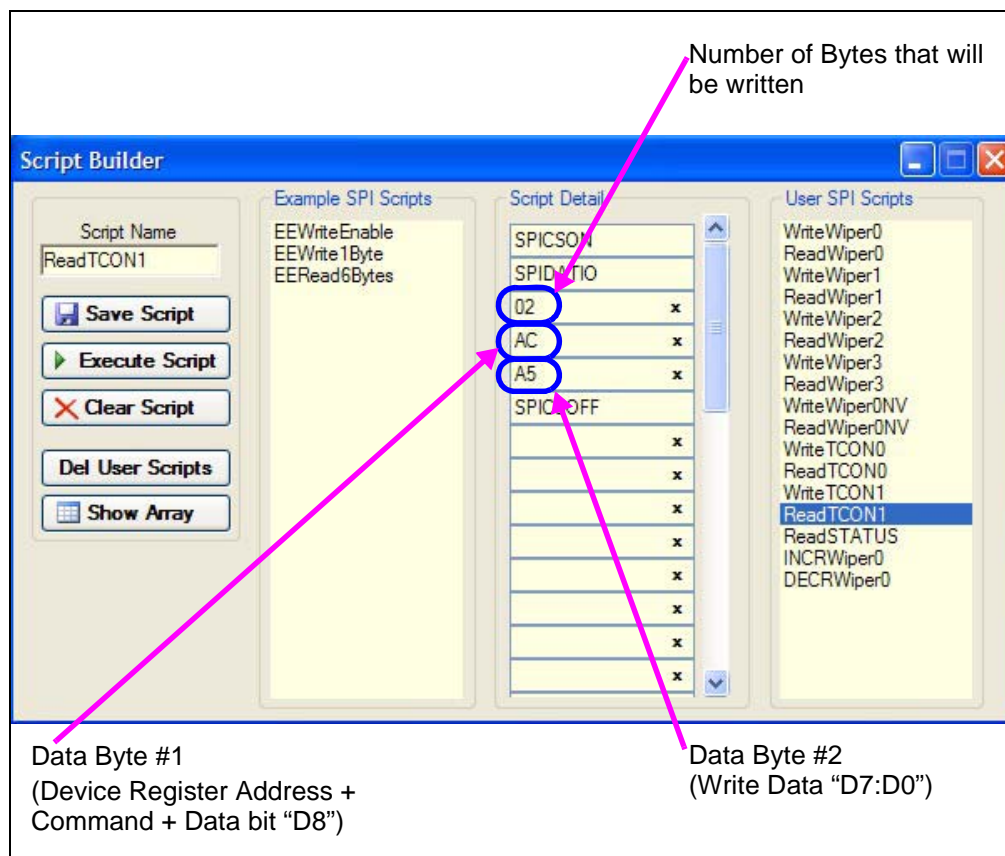 Number of Bytes that will
be written
Script Builder
Script Name
ReadTCON1
Save Script
Execute Script
Clear Script
Del User Scripts
Show Array
Example SPI Scripts
EEWriteEnable
EEWrite1Byte
EERead6Bytes
Script Detail
SPICSON
SPIDATIO
02 x
AC x
A5 x
SPICSOFF
x
x
x
x
x
x
x
x
User SPI Scripts
WriteWiper0
ReadWiper0
WriteWiper1
ReadWiper1
WriteWiper2
ReadWiper2
WriteWiper3
ReadWiper3
WriteWiper0NV
ReadWiper0NV
WriteTCON0
ReadTCON0
WriteTCON1
ReadTCON1
ReadSTATUS
INCRWiper0
DECRWiper0
Data Byte #1
(Device Register Address +
Command + Data bit “D8”)
Data Byte #2
(Write Data “D7:D0”)